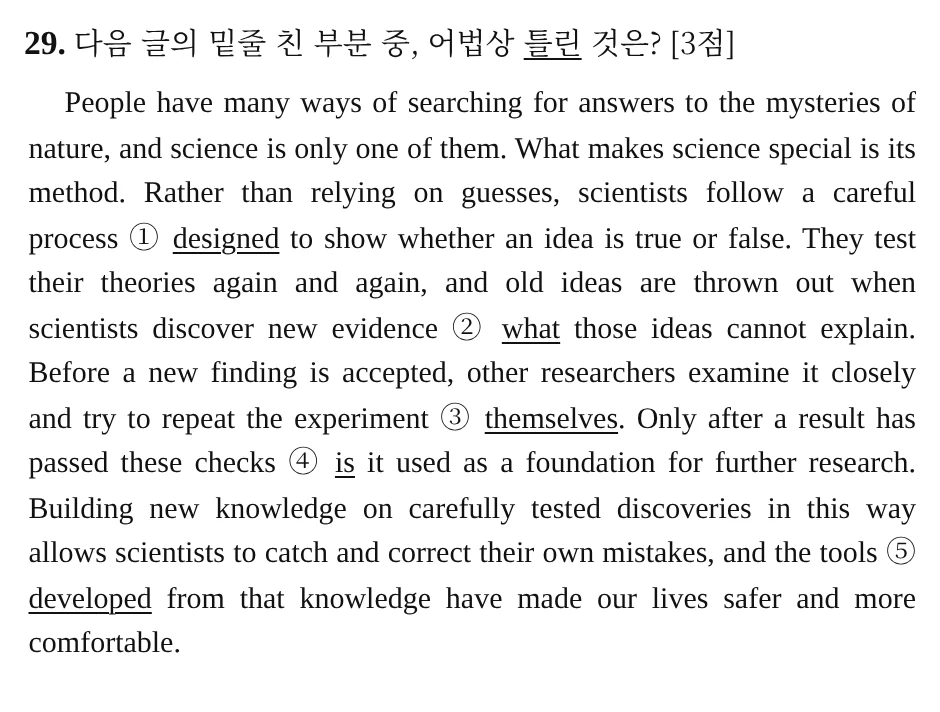 29. 다음 글의 밑줄 친 부분 중, 어법상 틀린 것은? [3점]
People have many ways of searching for answers to the mysteries of
nature, and science is only one of them. What makes science special is its
method. Rather than relying on guesses, scientists follow a careful
process ① designed to show whether an idea is true or false. They test
their theories again and again, and old ideas are thrown out when
scientists discover new evidence ② what those ideas cannot explain.
Before a new finding is accepted, other researchers examine it closely
and try to repeat the experiment ③ themselves. Only after a result has
passed these checks ④ is it used as a foundation for further research.
Building new knowledge on carefully tested discoveries in this way
allows scientists to catch and correct their own mistakes, and the tools ⑤
developed from that knowledge have made our lives safer and more
comfortable.